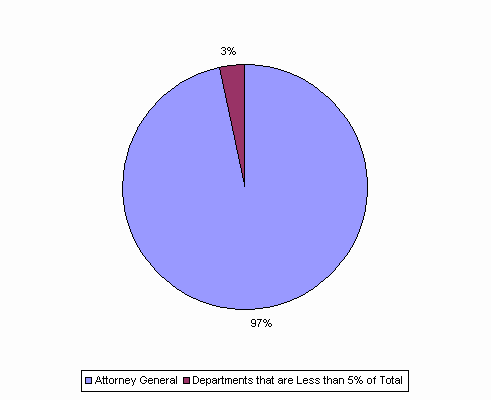 3%
97%
Attorney General Departments that are Less than 5% of Total